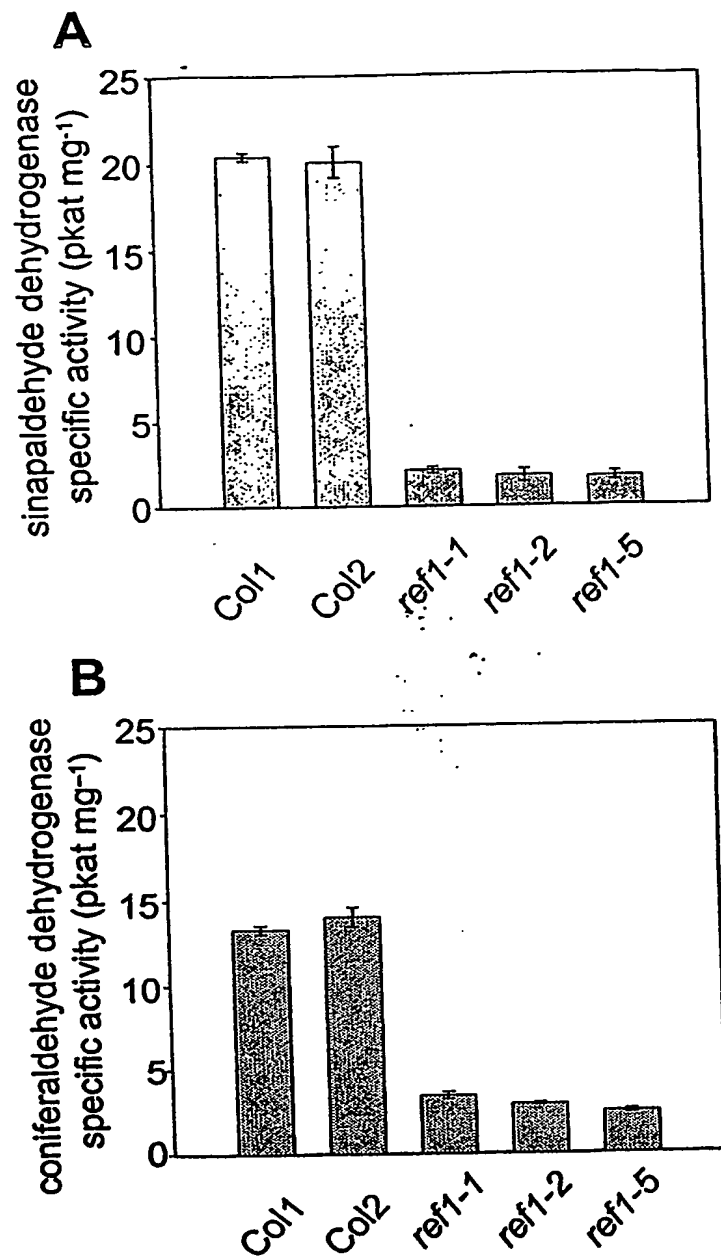 A
sinapaldehyde dehydrogenase
specific activity (pkat mg⁻¹)
25
20
15
10
5
0
Col1
Col2
ref1-1
ref1-2
ref1-5
B
coniferaldehyde dehydrogenase
specific activity (pkat mg⁻¹)
25
20
15
10
5
0
Col1
Col2
ref1-1
ref1-2
ref1-5